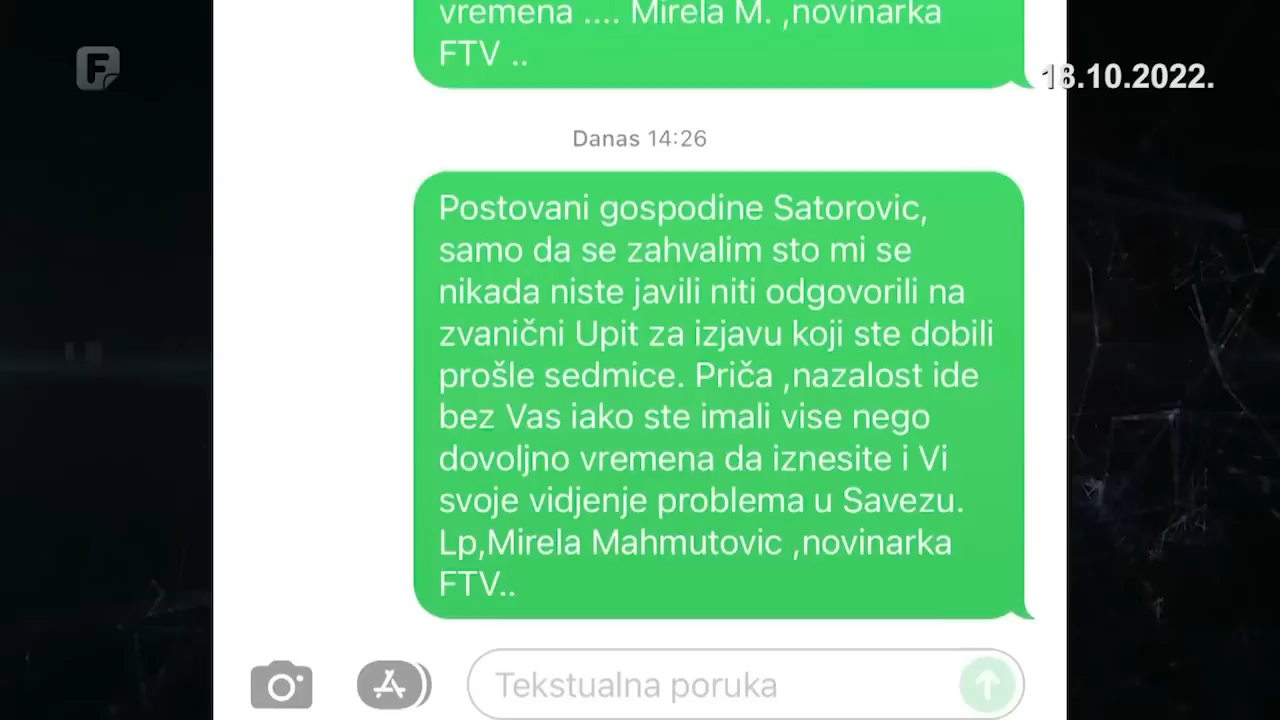 vremena .... Mirela M. ,novinarka
FTV ..
F
18.10.2022.
Danas 14:26
Postovani gospodine Satorovic,
samo da se zahvalim sto mi se
nikada niste javili niti odgovorili na
zvanični Upit za izjavu koji ste dobili
prošle sedmice. Priča ,nazalost ide
bez Vas iako ste imali vise nego
dovoljno vremena da iznesite i Vi
svoje vidjenje problema u Savezu.
Lp,Mirela Mahmutovic ,novinarka
FTV..
Tekstualna poruka